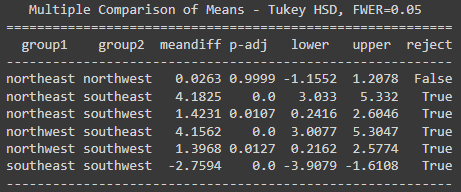 Multiple Comparison of Means - Tukey HSD, FWER=0.05
==========================================================
group1 group2 meandiff p-adj lower upper reject
----------------------------------------------------------
northeast northwest 0.0263 0.9999 -1.1552 1.2078 False
northeast southeast 4.1825 0.0 3.033 5.332 True
northeast southwest 1.4231 0.0107 0.2416 2.6046 True
northwest southeast 4.1562 0.0 3.0077 5.3047 True
northwest southwest 1.3968 0.0127 0.2162 2.5774 True
southeast southwest -2.7594 0.0 -3.9079 -1.6108 True
----------------------------------------------------------